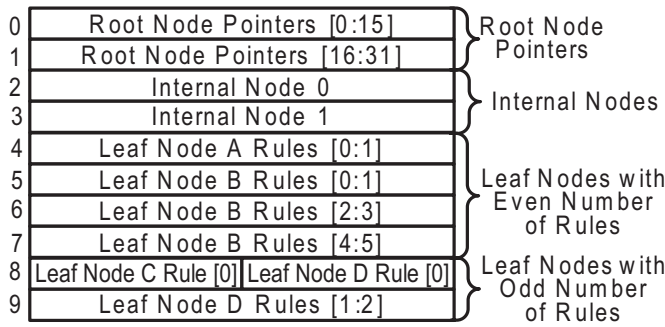 0 Root Node Pointers [0:15]
1 Root Node Pointers [16:31]
Root Node
Pointers
2 Internal Node 0
3 Internal Node 1
Internal Nodes
4 Leaf Node A Rules [0:1]
5 Leaf Node B Rules [0:1]
6 Leaf Node B Rules [2:3]
7 Leaf Node B Rules [4:5]
Leaf Nodes with
Even Number
of Rules
8 Leaf Node C Rule [0] Leaf Node D Rule [0]
9 Leaf Node D Rules [1:2]
Leaf Nodes with
Odd Number
of Rules